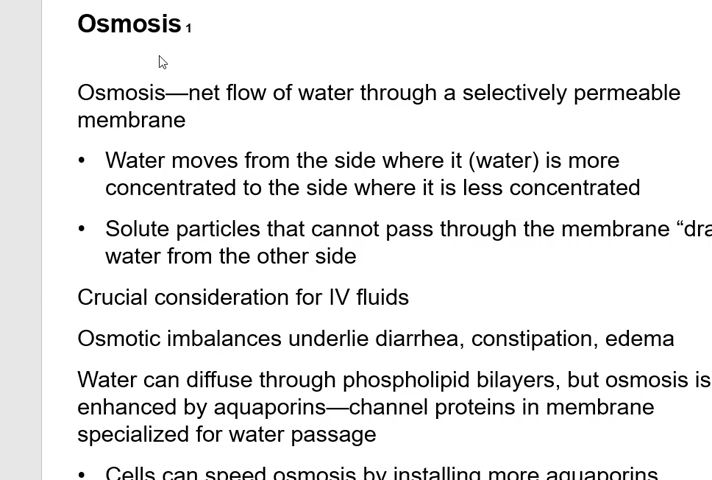 Osmosis 1
Osmosis—net flow of water through a selectively permeable
membrane
• Water moves from the side where it (water) is more
concentrated to the side where it is less concentrated
• Solute particles that cannot pass through the membrane
water from the other side
Crucial consideration for IV fluids
Osmotic imbalances underlie diarrhea, constipation, edema
Water can diffuse through phospholipid bilayers, but osmosis is
enhanced by aquaporins—channel proteins in membrane
specialized for water passage
• Cells can speed osmosis by installing more aquaporins